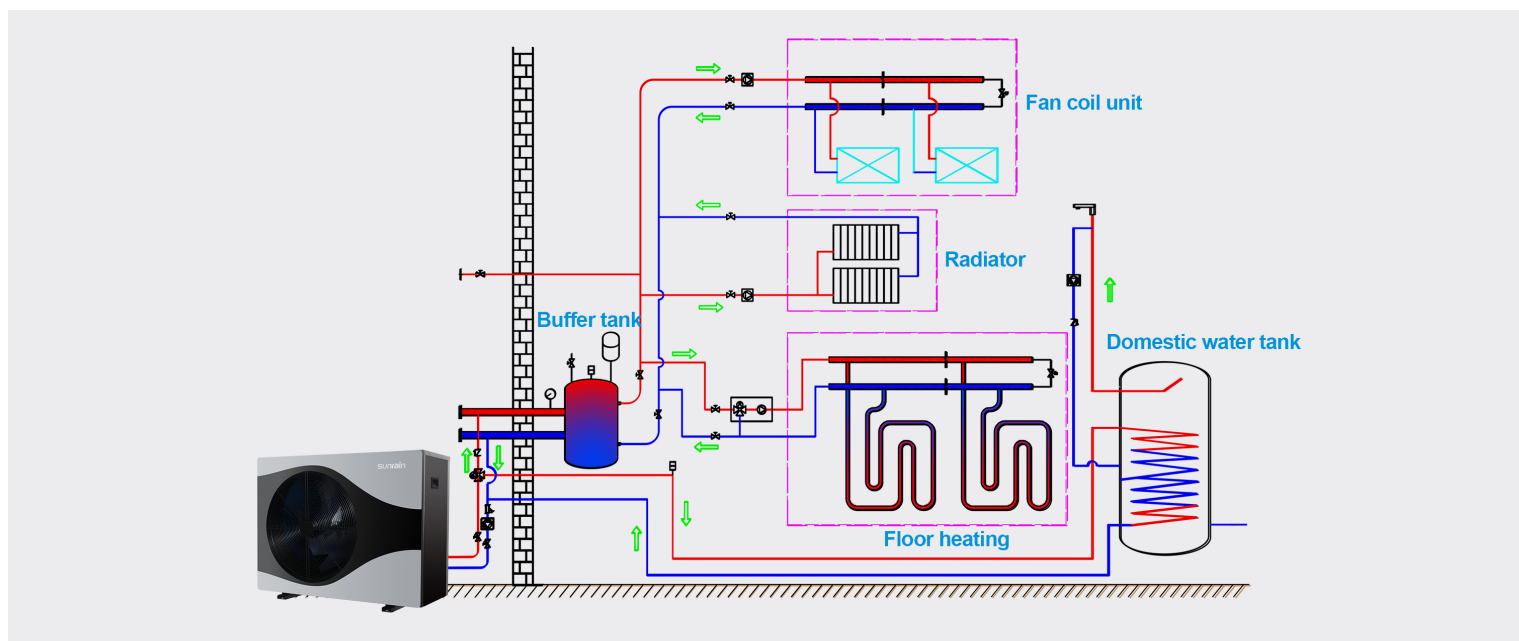 Fan coil unit
Radiator
Buffer tank
Domestic water tank
sunrain
Floor heating